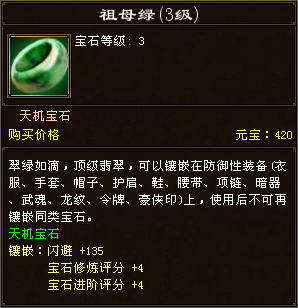 祖母绿(3级)
宝石等级: 3
天机宝石
购买价格 元宝: 420
翠绿如滴，顶级翡翠，可以镶嵌在防御性装备(衣
服、手套、帽子、护肩、鞋、腰带、项链、暗器
、武魂、龙纹、令牌、豪侠印)上，使用后不可再
镶嵌同类宝石。
天机宝石
镶嵌：闪避 +135
宝石修炼评分 +4
宝石进阶评分 +4